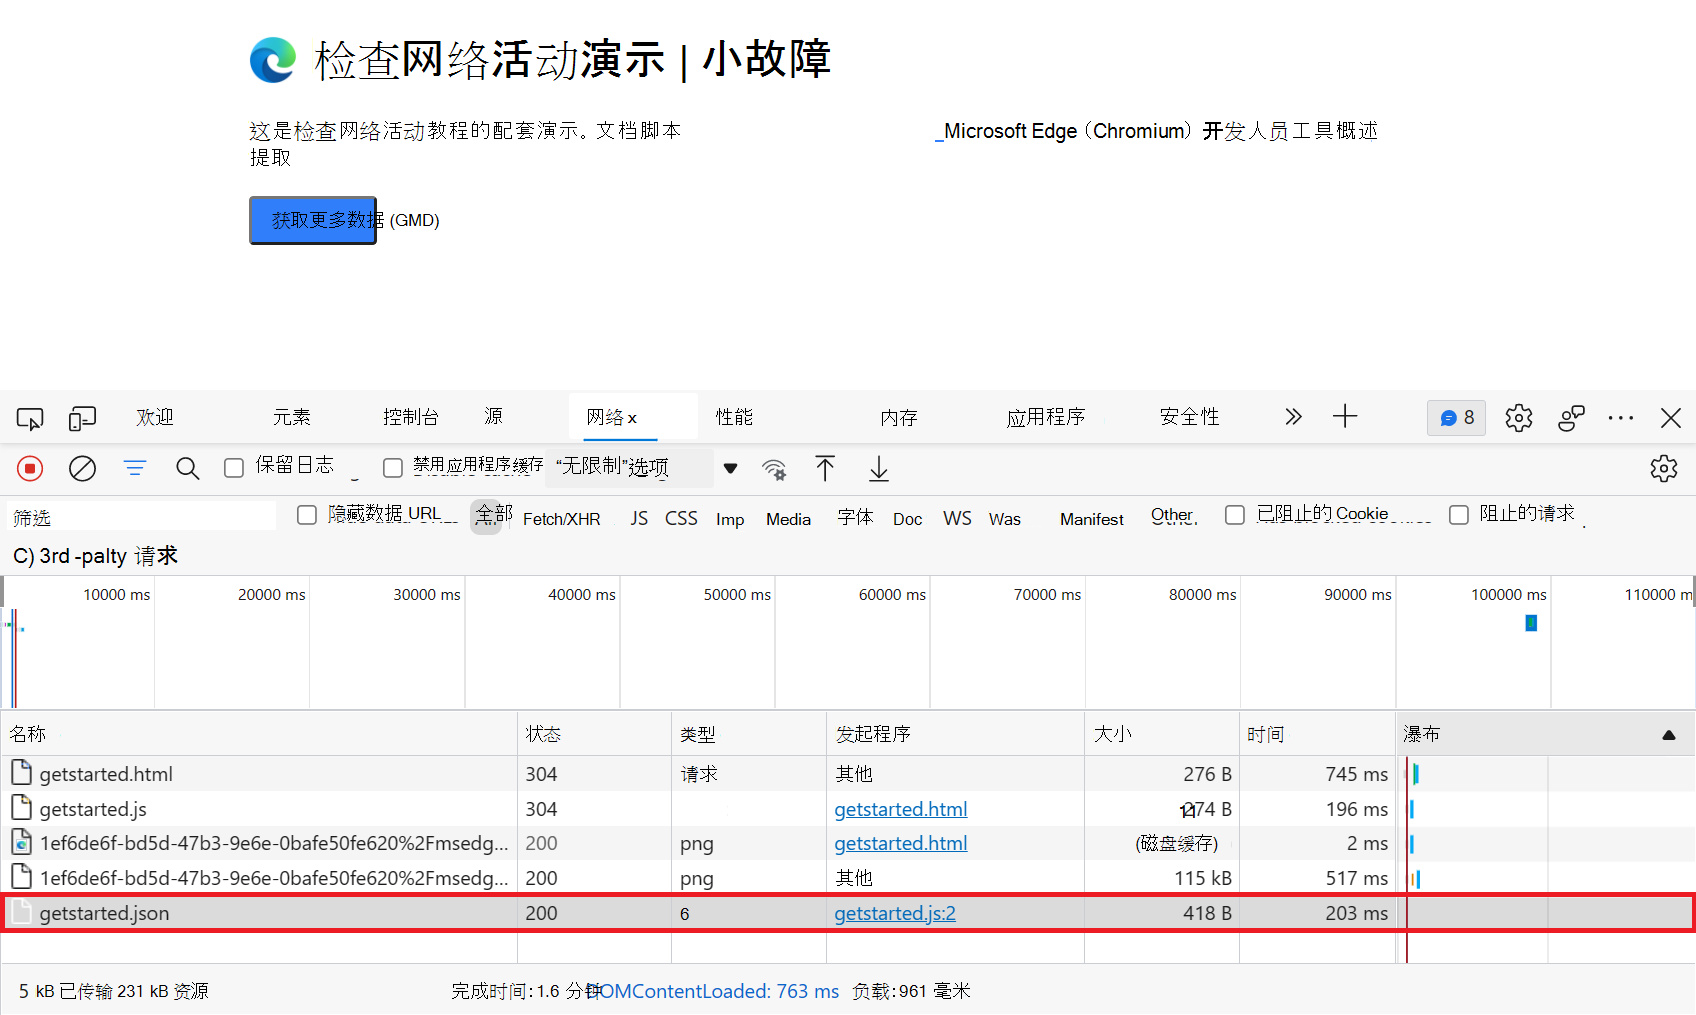 检查网络活动演示 | 小故障
这是检查网络活动教程的配套演示。文档脚本
提取
_Microsoft Edge (Chromium) 开发人员工具概述
获取更多数据 (GMD)
欢迎 元素 控制台 源 网络 x 性能 内存 应用程序 安全性 8
保留日志 禁用应用程序缓存 “无限制”选项
筛选 隐藏数据 URL 全部 Fetch/XHR JS CSS Imp Media 字体 Doc WS Was Manifest Other 已阻止的 Cookie 阻止的请求
C) 3rd -palty 请求
10000 ms 20000 ms 30000 ms 40000 ms 50000 ms 60000 ms 70000 ms 80000 ms 90000 ms 100000 ms 110000 m
名称 状态 类型 发起程序 大小 时间 瀑布
getstarted.html 304 请求 其他 276 B 745 ms
getstarted.js 304 getstarted.html 274 B 196 ms
1ef6de6f-bd5d-47b3-9e6e-0bafe50fe620%2Fmsedg... 200 png getstarted.html (磁盘缓存) 2 ms
1ef6de6f-bd5d-47b3-9e6e-0bafe50fe620%2Fmsedg... 200 png 其他 115 kB 517 ms
getstarted.json 200 6 getstarted.js:2 418 B 203 ms
5 kB 已传输 231 kB 资源 完成时间: 1.6 分钟 DOMContentLoaded: 763 ms 负载: 961 毫米